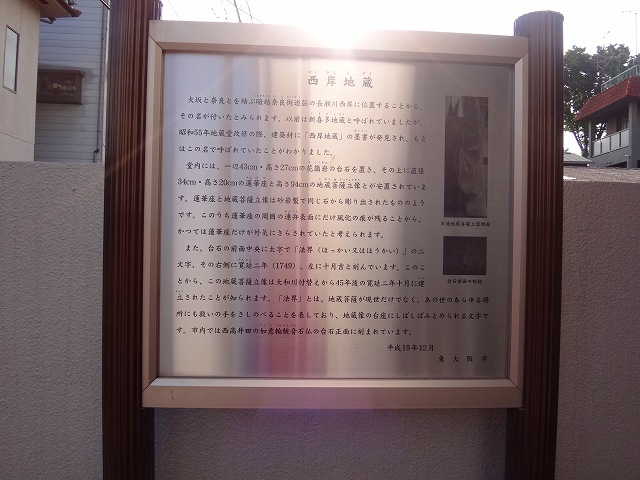 西岸地蔵
大坂と奈良とを結ぶ暗越奈良街道筋の長瀬川西岸に位置することから、
その名が付いたとみられます。以前は新喜多地蔵と呼ばれていましたが、
昭和55年地蔵堂改修の際、建築材に「西岸地蔵」の墨書が発見され、もと
はこの名で呼ばれていたことがわかりました。
堂内には、一辺43cm・高さ27cmの花崗岩の台石を置き、その上に直径
34cm・高さ20cmの蓮華座と高さ94cmの地蔵菩薩立像とが安置されていま
す。蓮華座と地蔵菩薩立像は砂岩製で同じ石から彫り出されたもののよう
です。このうち蓮華座の周囲の蓮弁表面にだけ風化の痕が残ることから、
かつては蓮華座だけが外気にさらされていたと考えられます。
また、台石の前面中央に太字で「法界（ほっかい又はほうかい）」の二
文字、その右側に寛延二年（1749）、左に十月吉と刻んでいます。このこ
とから、この地蔵菩薩立像は大和川付替えから45年後の寛延二年十月に建
立されたことが知られます。「法界」とは、地蔵菩薩が現世だけでなく、あの世のあらゆる場
所にも救いの手をさしのべることを表しており、地蔵像の台座にしばしばみとめられる文字で
す。市内では西高井田の如意輪観音石仏の台石正面に刻まれています。
平成19年12月
東大阪市
石造地蔵菩薩立像
台石前面の